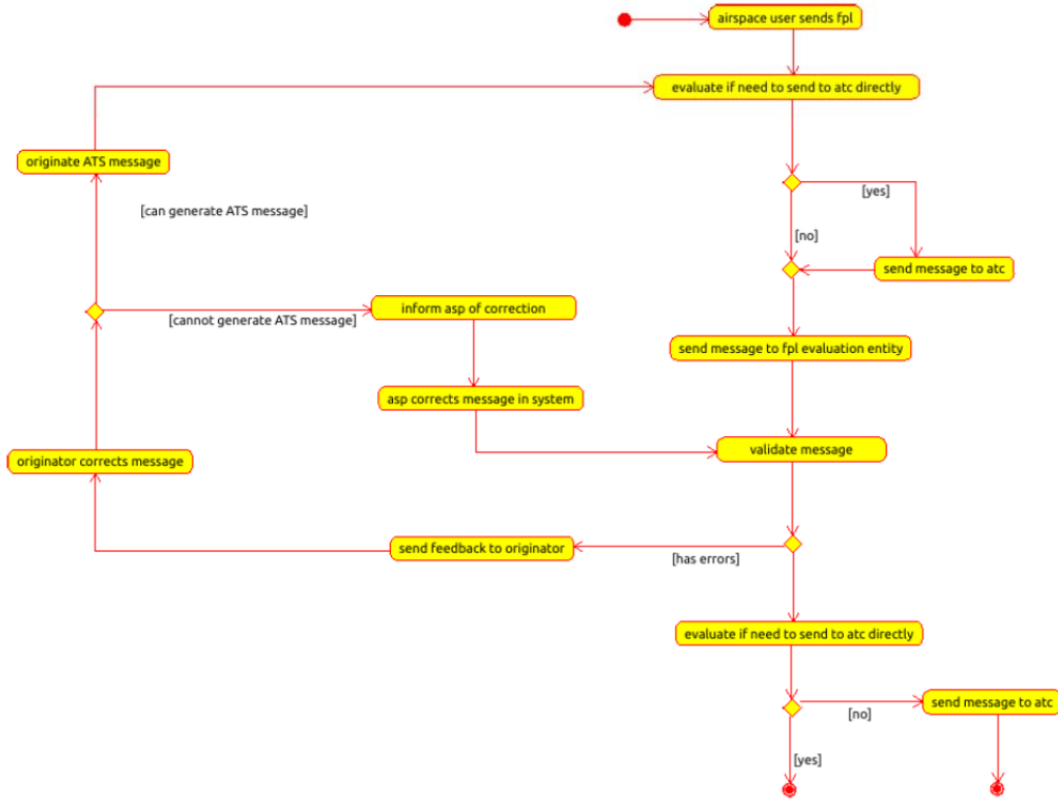 airspace user sends fpl
evaluate if need to send to atc directly
originate ATS message
[yes]
[can generate ATS message]
[no]
send message to atc
inform asp of correction
[cannot generate ATS message]
send message to fpl evaluation entity
asp corrects message in system
validate message
originator corrects message
send feedback to originator
[has errors]
evaluate if need to send to atc directly
send message to atc
[no]
[yes]